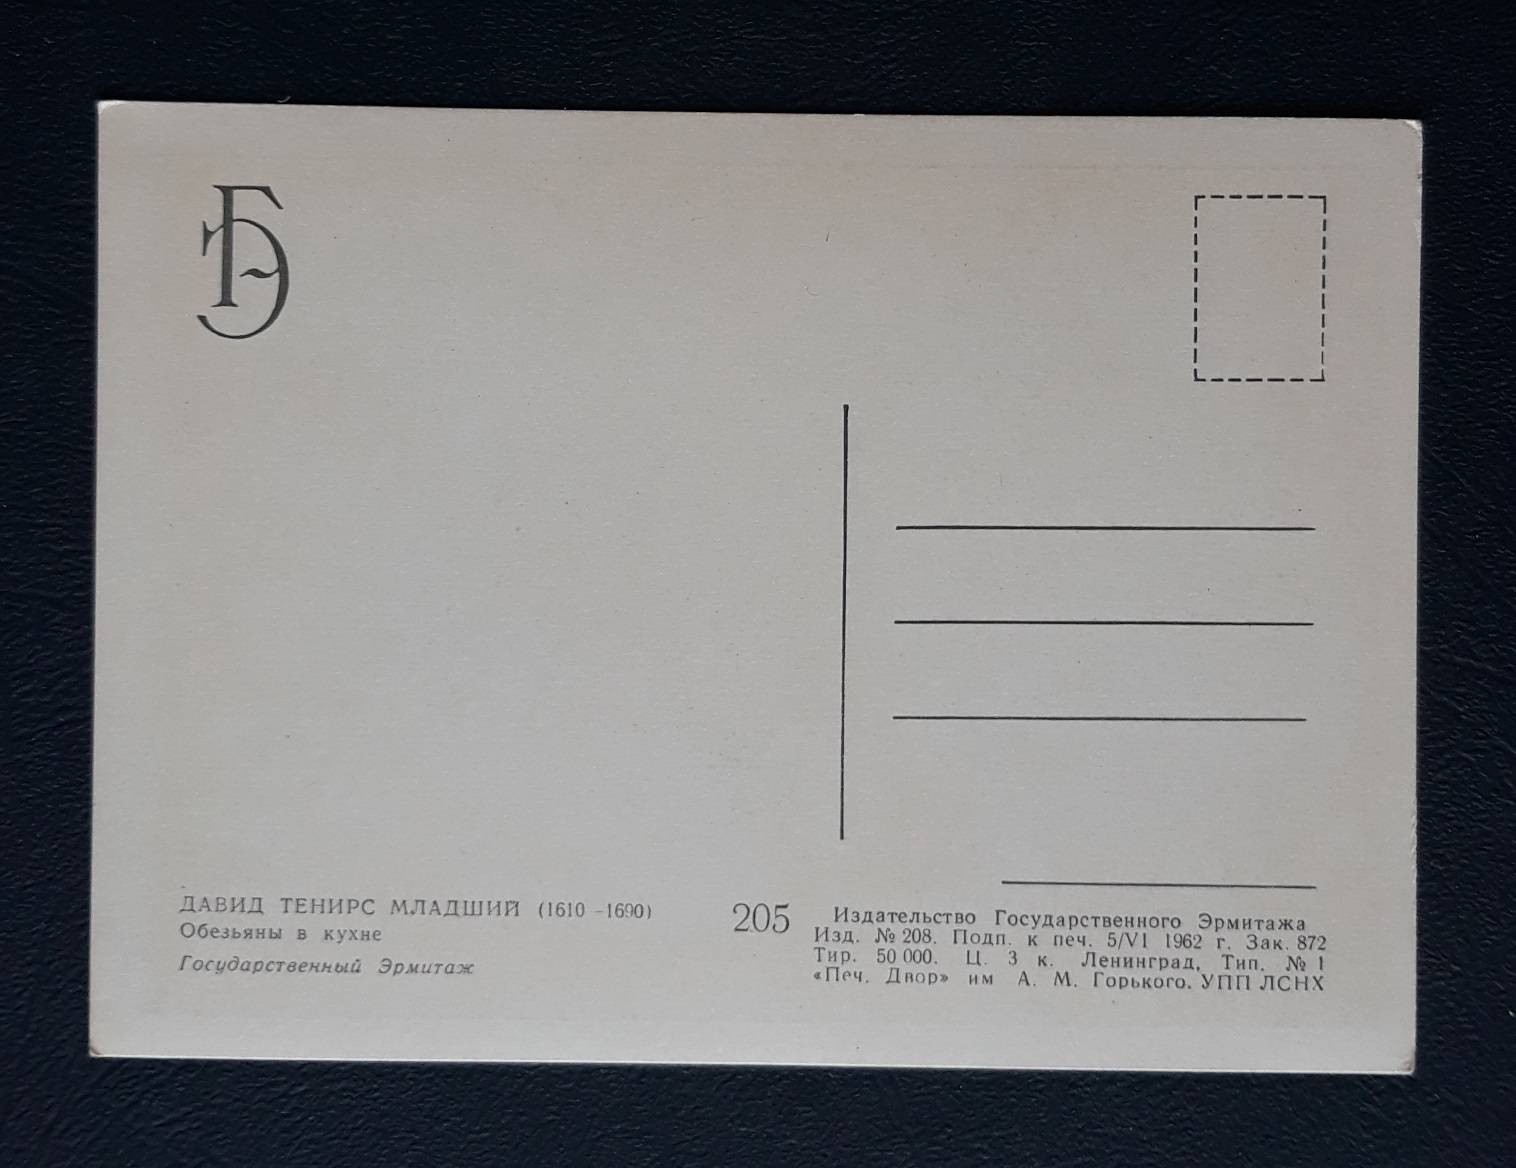 ГЭ
ДАВИД ТЕНИРС МЛАДШИЙ (1610 –1690)
Обезьяны в кухне
Государственный Эрмитаж
205
Издательство Государственного Эрмитажа
Изд. № 208. Подп. к печ. 5/VI 1962 г. Зак. 872
Тир. 50 000. Ц. 3 к. Ленинград, Тип. № 1
«Печ. Двор» им А. М. Горького. УПП ЛСНХ